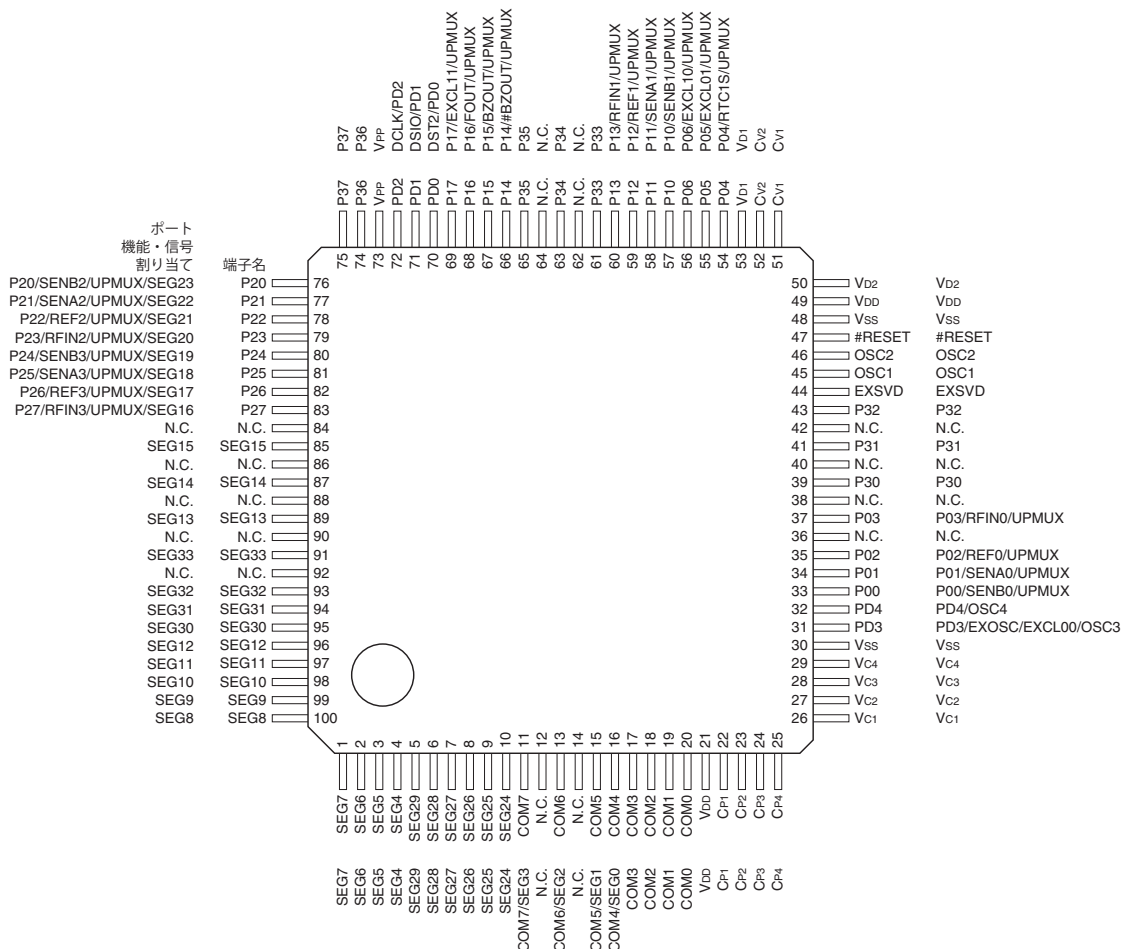 P37 P36 VPP DCLK/PD2 DSIO/PD1 DST2/PD0 P17/EXCL11/UPMUX P16/FOUT/UPMUX P15/BZOUT/UPMUX P14/#BZOUT/UPMUX P35 N.C. P34 N.C. P33 P13/RFIN1/UPMUX P12/REF1/UPMUX P11/SENA1/UPMUX P10/SENB1/UPMUX P06/EXCL10/UPMUX P05/EXCL01/UPMUX P04/RTC1S/UPMUX VD1 CV2 CV1
P37 P36 VPP PD2 PD1 PD0 P17 P16 P15 P14 P35 N.C. P34 N.C. P33 P13 P12 P11 P10 P06 P05 P04 VD1 CV2 CV1
75 74 73 72 71 70 69 68 67 66 65 64 63 62 61 60 59 58 57 56 55 54 53 52 51
ポート
機能・信号
割り当て 端子名
P20/SENB2/UPMUX/SEG23 P20 76 50 VD2 VD2
P21/SENA2/UPMUX/SEG22 P21 77 49 VDD VDD
P22/REF2/UPMUX/SEG21 P22 78 48 VSS VSS
P23/RFIN2/UPMUX/SEG20 P23 79 47 #RESET #RESET
P24/SENB3/UPMUX/SEG19 P24 80 46 OSC2 OSC2
P25/SENA3/UPMUX/SEG18 P25 81 45 OSC1 OSC1
P26/REF3/UPMUX/SEG17 P26 82 44 EXSVD EXSVD
P27/RFIN3/UPMUX/SEG16 P27 83 43 P32 P32
N.C. N.C. 84 42 N.C. N.C.
SEG15 SEG15 85 41 P31 P31
N.C. N.C. 86 40 N.C. N.C.
SEG14 SEG14 87 39 P30 P30
N.C. N.C. 88 38 N.C. N.C.
SEG13 SEG13 89 37 P03 P03/RFIN0/UPMUX
N.C. N.C. 90 36 N.C. N.C.
SEG33 SEG33 91 35 P02 P02/REF0/UPMUX
N.C. N.C. 92 34 P01 P01/SENA0/UPMUX
SEG32 SEG32 93 33 P00 P00/SENB0/UPMUX
SEG31 SEG31 94 32 PD4 PD4/OSC4
SEG30 SEG30 95 31 PD3 PD3/EXOSC/EXCL00/OSC3
SEG12 SEG12 96 30 VSS VSS
SEG11 SEG11 97 29 VC4 VC4
SEG10 SEG10 98 28 VC3 VC3
SEG9 SEG9 99 27 VC2 VC2
SEG8 SEG8 100 26 VC1 VC1
1 2 3 4 5 6 7 8 9 10 11 12 13 14 15 16 17 18 19 20 21 22 23 24 25
SEG7 SEG6 SEG5 SEG4 SEG29 SEG28 SEG27 SEG26 SEG25 SEG24 COM7 N.C. COM6 N.C. COM5 COM4 COM3 COM2 COM1 COM0 VDD CP1 CP2 CP3 CP4
SEG7 SEG6 SEG5 SEG4 SEG29 SEG28 SEG27 SEG26 SEG25 SEG24 COM7/SEG3 N.C. COM6/SEG2 N.C. COM5/SEG1 COM4/SEG0 COM3 COM2 COM1 COM0 VDD CP1 CP2 CP3 CP4